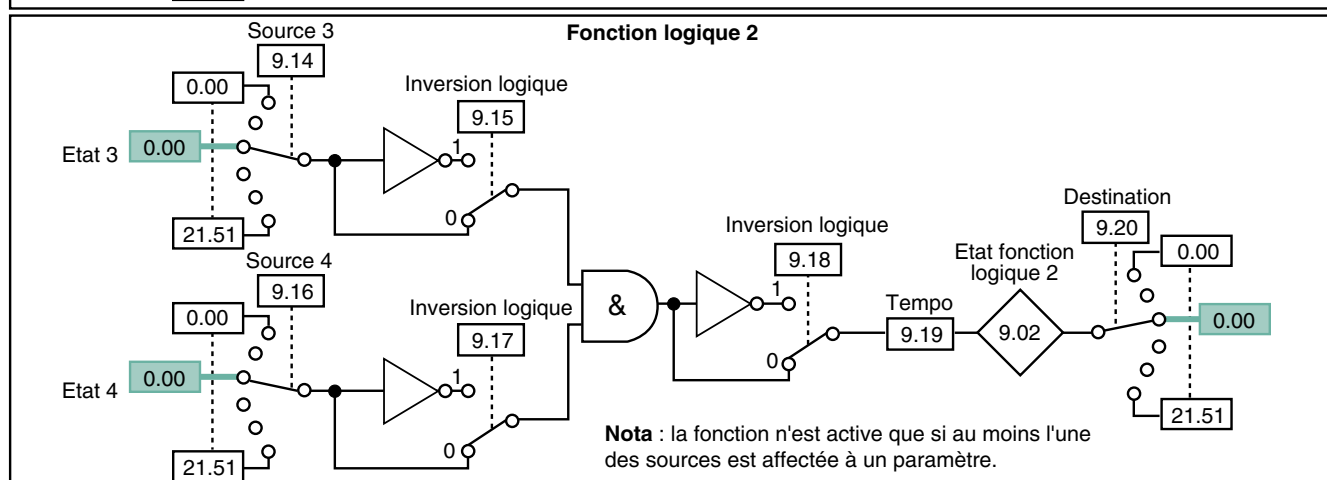 Fonction logique 2
Source 3
9.14
0.00
Inversion logique
9.15
Etat 3
0.00
1
0
21.51
Source 4
9.16
0.00
Inversion logique
9.17
Etat 4
0.00
1
0
21.51
&
Inversion logique
9.18
1
0
Tempo
9.19
Etat fonction
logique 2
9.02
Destination
9.20
0.00
0.00
21.51
Nota : la fonction n'est active que si au moins l'une
des sources est affectée à un paramètre.